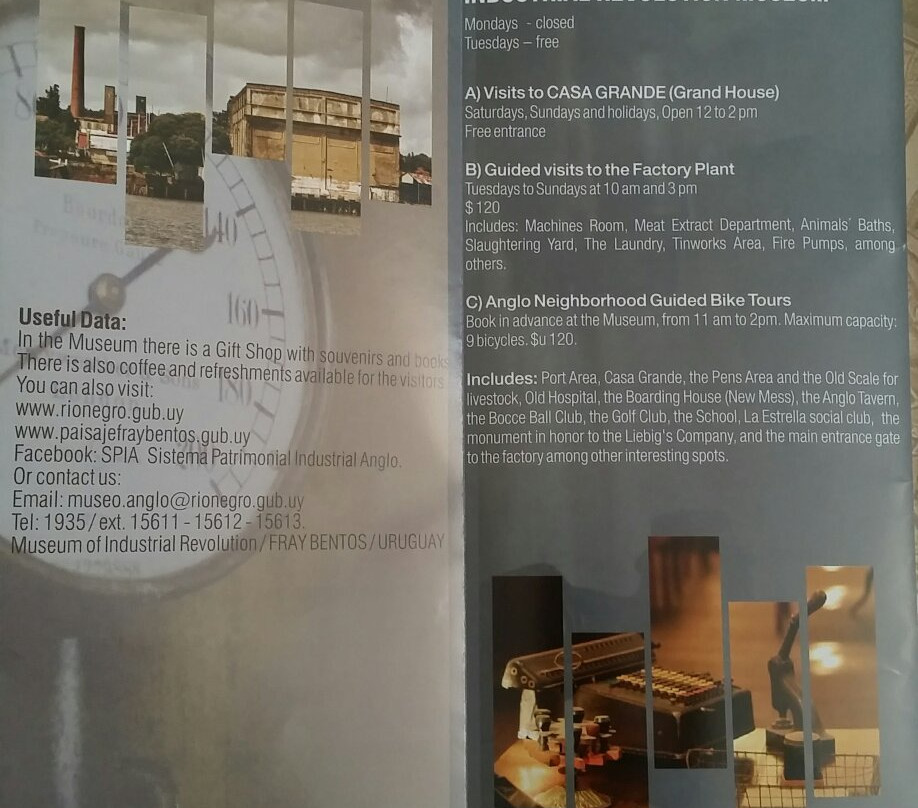 Useful Data:
In the Museum there is a Gift Shop with souvenirs and books
There is also coffee and refreshments available for the visitors
You can also visit:
www.rionegro.gub.uy
www.paisajefraybentos.gub.uy
Facebook: SPIA Sistema Patrimonial Industrial Anglo.
Or contact us:
Email: museo.anglo@rionegro.gub.uy
Tel: 1935 / ext. 15611 - 15612 - 15613.
Museum of Industrial Revolution / FRAY BENTOS / URUGUAY
140
160
180
INDUSTRIAL REVOLUTION MUSEUM
Mondays - closed
Tuesdays – free
A) Visits to CASA GRANDE (Grand House)
Saturdays, Sundays and holidays, Open 12 to 2 pm
Free entrance
B) Guided visits to the Factory Plant
Tuesdays to Sundays at 10 am and 3 pm
$ 120
Includes: Machines Room, Meat Extract Department, Animals´ Baths,
Slaughtering Yard, The Laundry, Tinworks Area, Fire Pumps, among
others.
C) Anglo Neighborhood Guided Bike Tours
Book in advance at the Museum, from 11 am to 2pm. Maximum capacity:
9 bicycles. $u 120.
Includes: Port Area, Casa Grande, the Pens Area and the Old Scale for
livestock, Old Hospital, the Boarding House (New Mess), the Anglo Tavern,
the Bocce Ball Club, the Golf Club, the School, La Estrella social club, the
monument in honor to the Liebig's Company, and the main entrance gate
to the factory among other interesting spots.